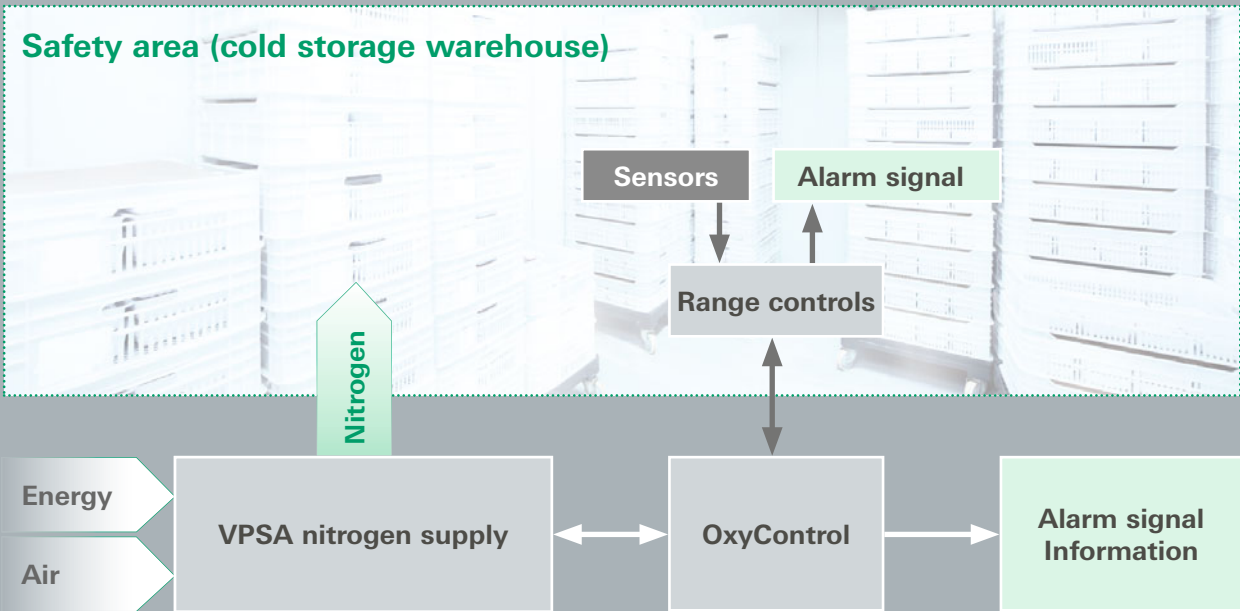 Safety area (cold storage warehouse)
Sensors
Alarm signal
Range controls
Nitrogen
Energy
Air
VPSA nitrogen supply
OxyControl
Alarm signal
Information